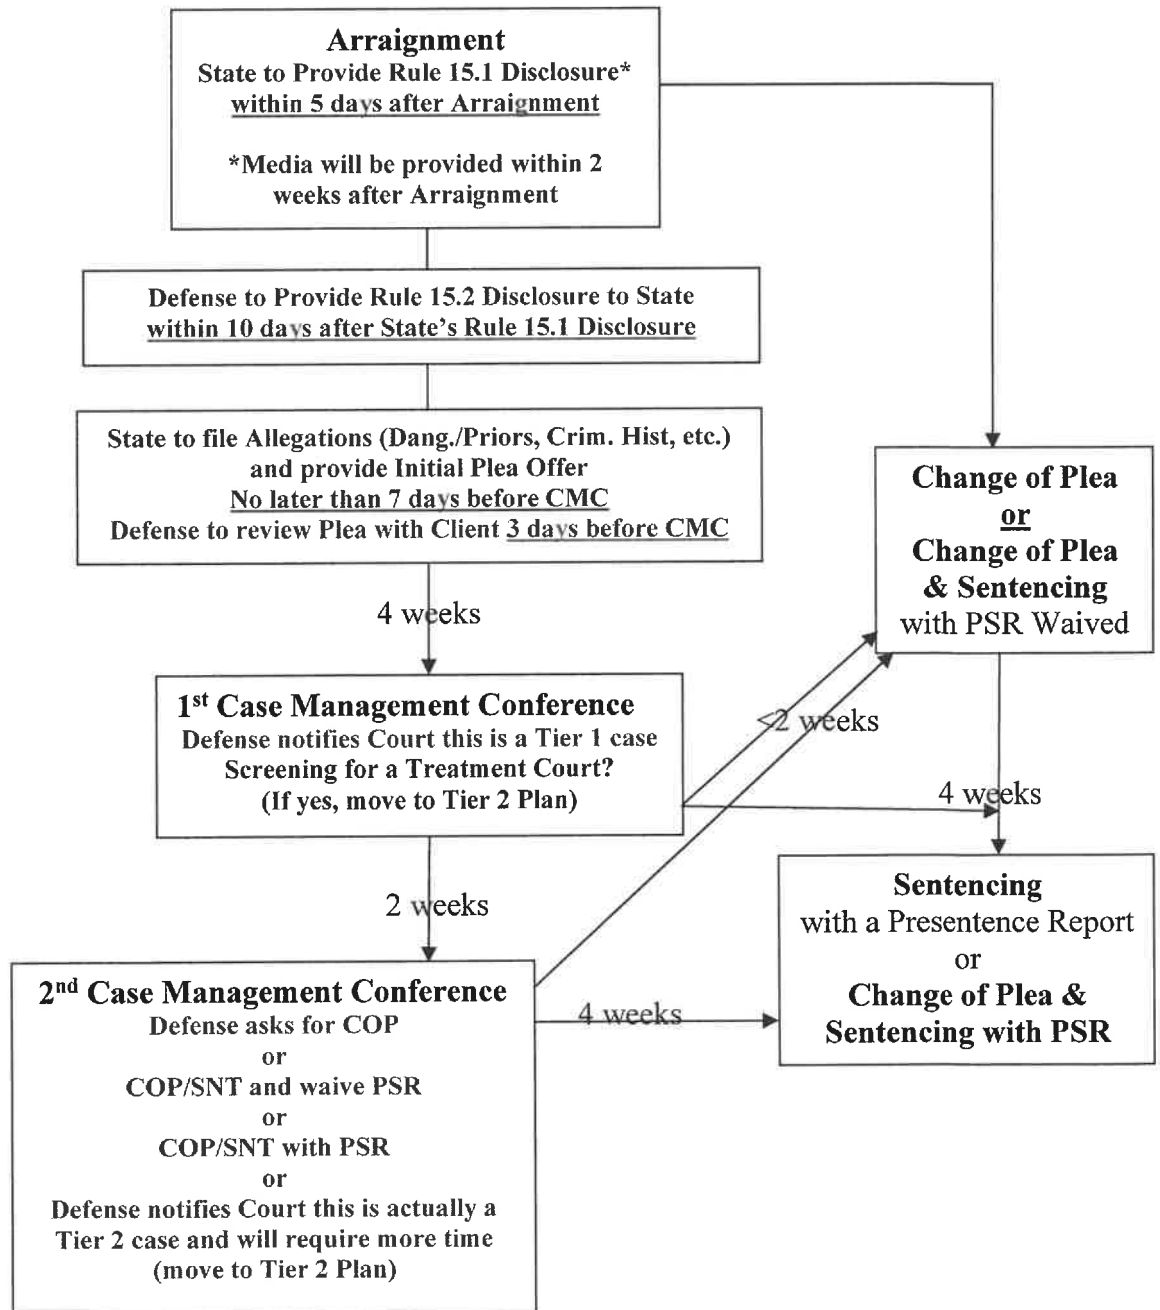 Arraignment
State to Provide Rule 15.1 Disclosure*
within 5 days after Arraignment
*Media will be provided within 2
weeks after Arraignment
Defense to Provide Rule 15.2 Disclosure to State
within 10 days after State's Rule 15.1 Disclosure
State to file Allegations (Dang./Priors, Crim. Hist, etc.)
and provide Initial Plea Offer
No later than 7 days before CMC
Defense to review Plea with Client 3 days before CMC
4 weeks
Change of Plea
or
Change of Plea
& Sentencing
with PSR Waived
1st Case Management Conference
Defense notifies Court this is a Tier 1 case
Screening for a Treatment Court?
(If yes, move to Tier 2 Plan)
<2 weeks
4 weeks
2 weeks
Sentencing
with a Presentence Report
or
Change of Plea &
Sentencing with PSR
2nd Case Management Conference
Defense asks for COP
or
COP/SNT and waive PSR
or
COP/SNT with PSR
or
Defense notifies Court this is actually a
Tier 2 case and will require more time
(move to Tier 2 Plan)
4 weeks